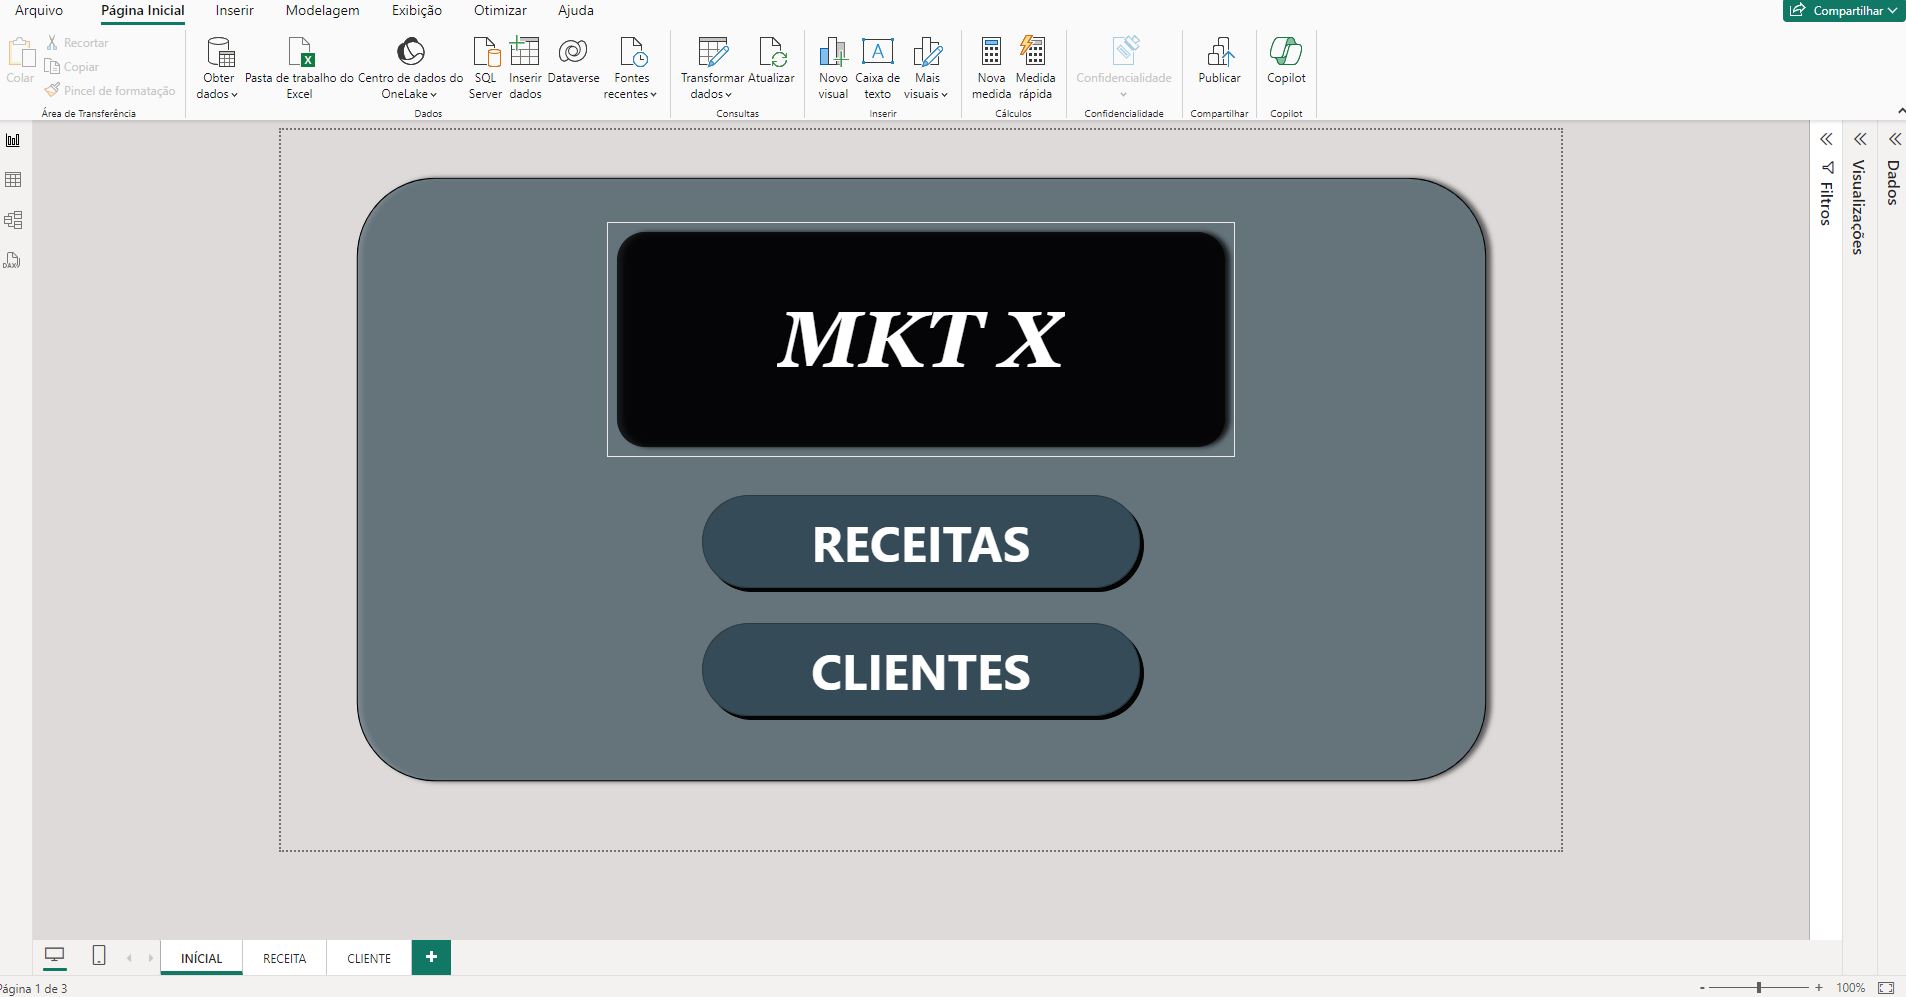 Arquivo Página Inicial Inserir Modelagem Exibição Otimizar Ajuda Compartilhar
Colar
Recortar
Copiar
Pincel de formatação
Área de Transferência
Obter dados
Pasta de trabalho do Excel
Centro de dados do OneLake
SQL Server
Inserir dados
Dataverse
Fontes recentes
Dados
Transformar dados
Atualizar
Consultas
Novo visual
Caixa de texto
Mais visuais
Inserir
Nova medida
Medida rápida
Cálculos
Confidencialidade
Confidencialidade
Publicar
Compartilhar
Copilot
Copilot
DAX
Filtros
Visualizações
Dados
MKT X
RECEITAS
CLIENTES
INÍCIAL RECEITA CLIENTE +
Página 1 de 3
- + 100%